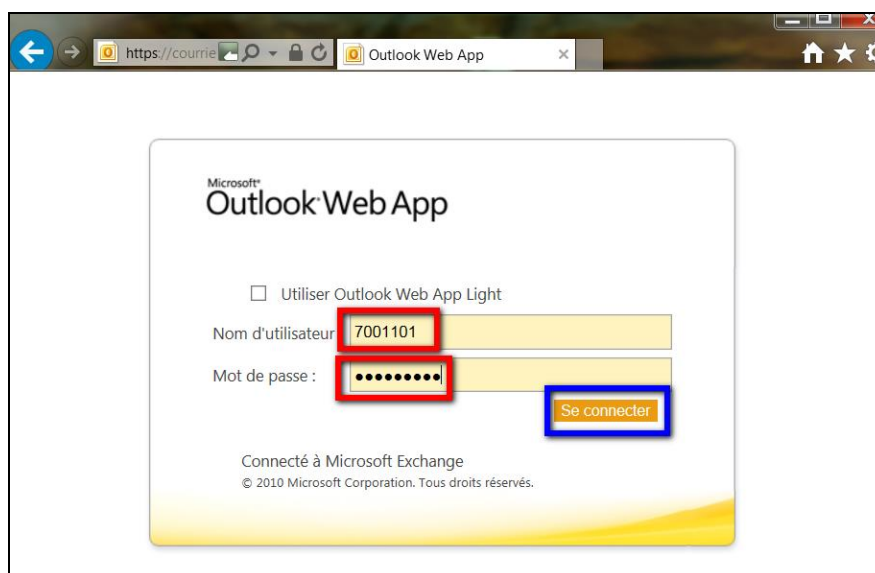 https://courrie
Outlook Web App
Microsoft®
Outlook Web App
Utiliser Outlook Web App Light
Nom d'utilisateur
7001101
Mot de passe :
●●●●●●●●●
Se connecter
Connecté à Microsoft Exchange
© 2010 Microsoft Corporation. Tous droits réservés.